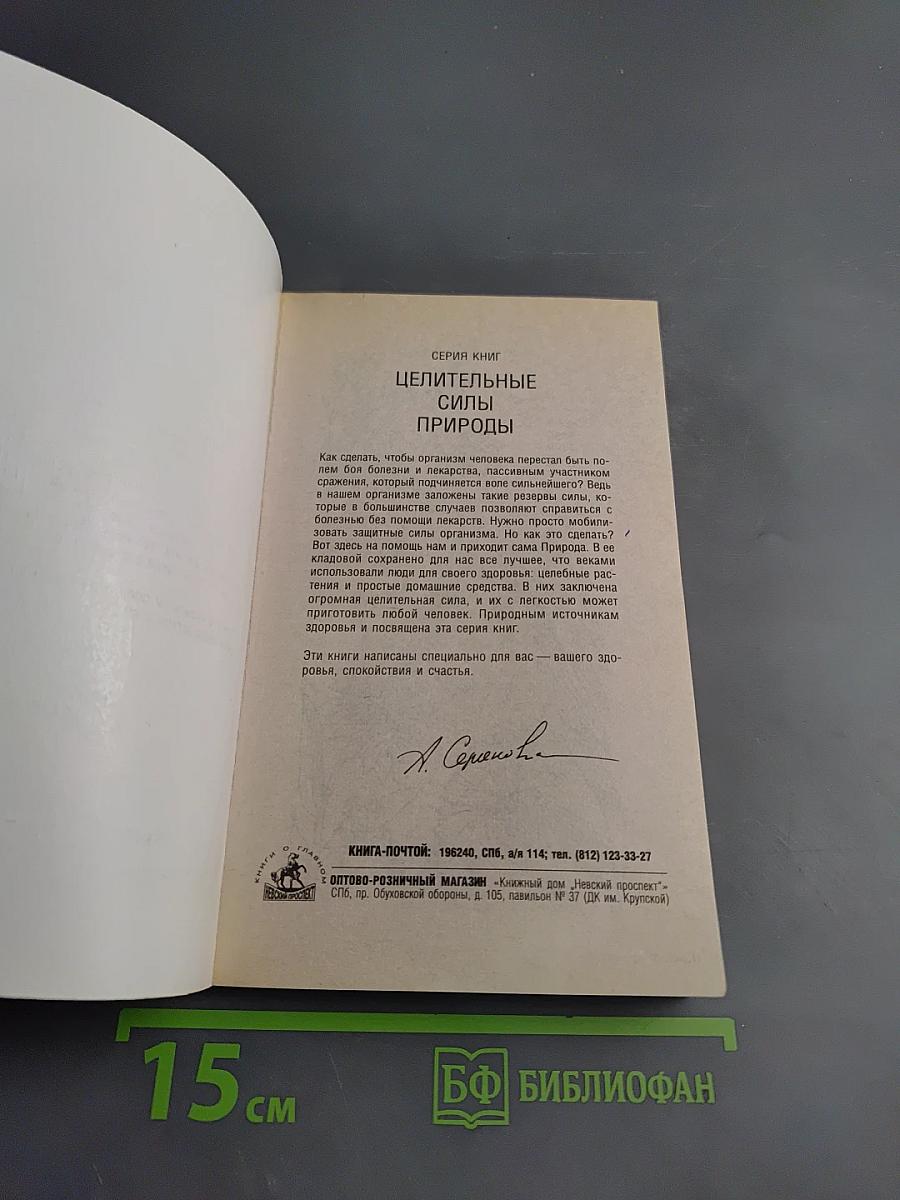 СЕРИЯ КНИГ
ЦЕЛИТЕЛЬНЫЕ
СИЛЫ
ПРИРОДЫ
Как сделать, чтобы организм человека перестал быть по-
лем боя болезни и лекарства, пассивным участником
сражения, который подчиняется воле сильнейшего? Ведь
в нашем организме заложены такие резервы силы, ко-
торые в большинстве случаев позволяют справиться с
болезнью без помощи лекарств. Нужно просто мобили-
зовать защитные силы организма. Но как это сделать?
Вот здесь на помощь нам и приходит сама Природа. В ее
кладовой сохранено для нас все лучшее, что веками
использовали люди для своего здоровья: целебные рас-
тения и простые домашние средства. В них заключена
огромная целительная сила, и их с легкостью может
приготовить любой человек. Природным источникам
здоровья и посвящена эта серия книг.
Эти книги написаны специально для вас — вашего здо-
ровья, спокойствия и счастья.
А. Семенова
КНИГА-ПОЧТОЙ: 196240, СПб, а/я 114; тел. (812) 123-33-27
КНИГИ О ГЛАВНОМ
НЕВСКИЙ ПРОСПЕКТ
ОПТОВО-РОЗНИЧНЫЙ МАГАЗИН «Книжный дом „Невский проспект“»
СПб, пр. Обуховской обороны, д. 105, павильон № 37 (ДК им. Крупской)
15 см
БФ БИБЛИОФАН